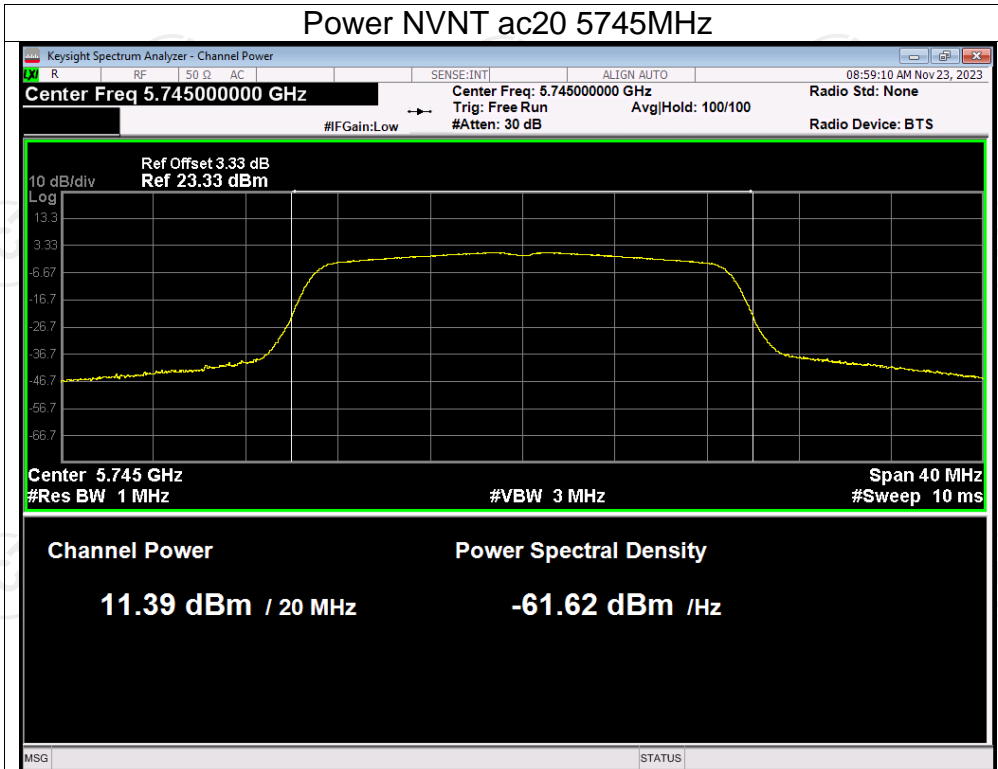 Power NVNT ac20 5745MHz
Keysight Spectrum Analyzer - Channel Power
LXI R RF 50 Ω AC SENSE:INT ALIGN AUTO 08:59:10 AM Nov 23, 2023
Center Freq 5.745000000 GHz Center Freq: 5.745000000 GHz Radio Std: None
Trig: Free Run Avg|Hold: 100/100
#IFGain:Low #Atten: 30 dB Radio Device: BTS
Ref Offset 3.33 dB
10 dB/div Ref 23.33 dBm
Log
13.3
3.33
-6.67
-16.7
-26.7
-36.7
-46.7
-56.7
-66.7
Center 5.745 GHz Span 40 MHz
#Res BW 1 MHz #VBW 3 MHz #Sweep 10 ms
Channel Power Power Spectral Density
11.39 dBm / 20 MHz -61.62 dBm /Hz
MSG STATUS